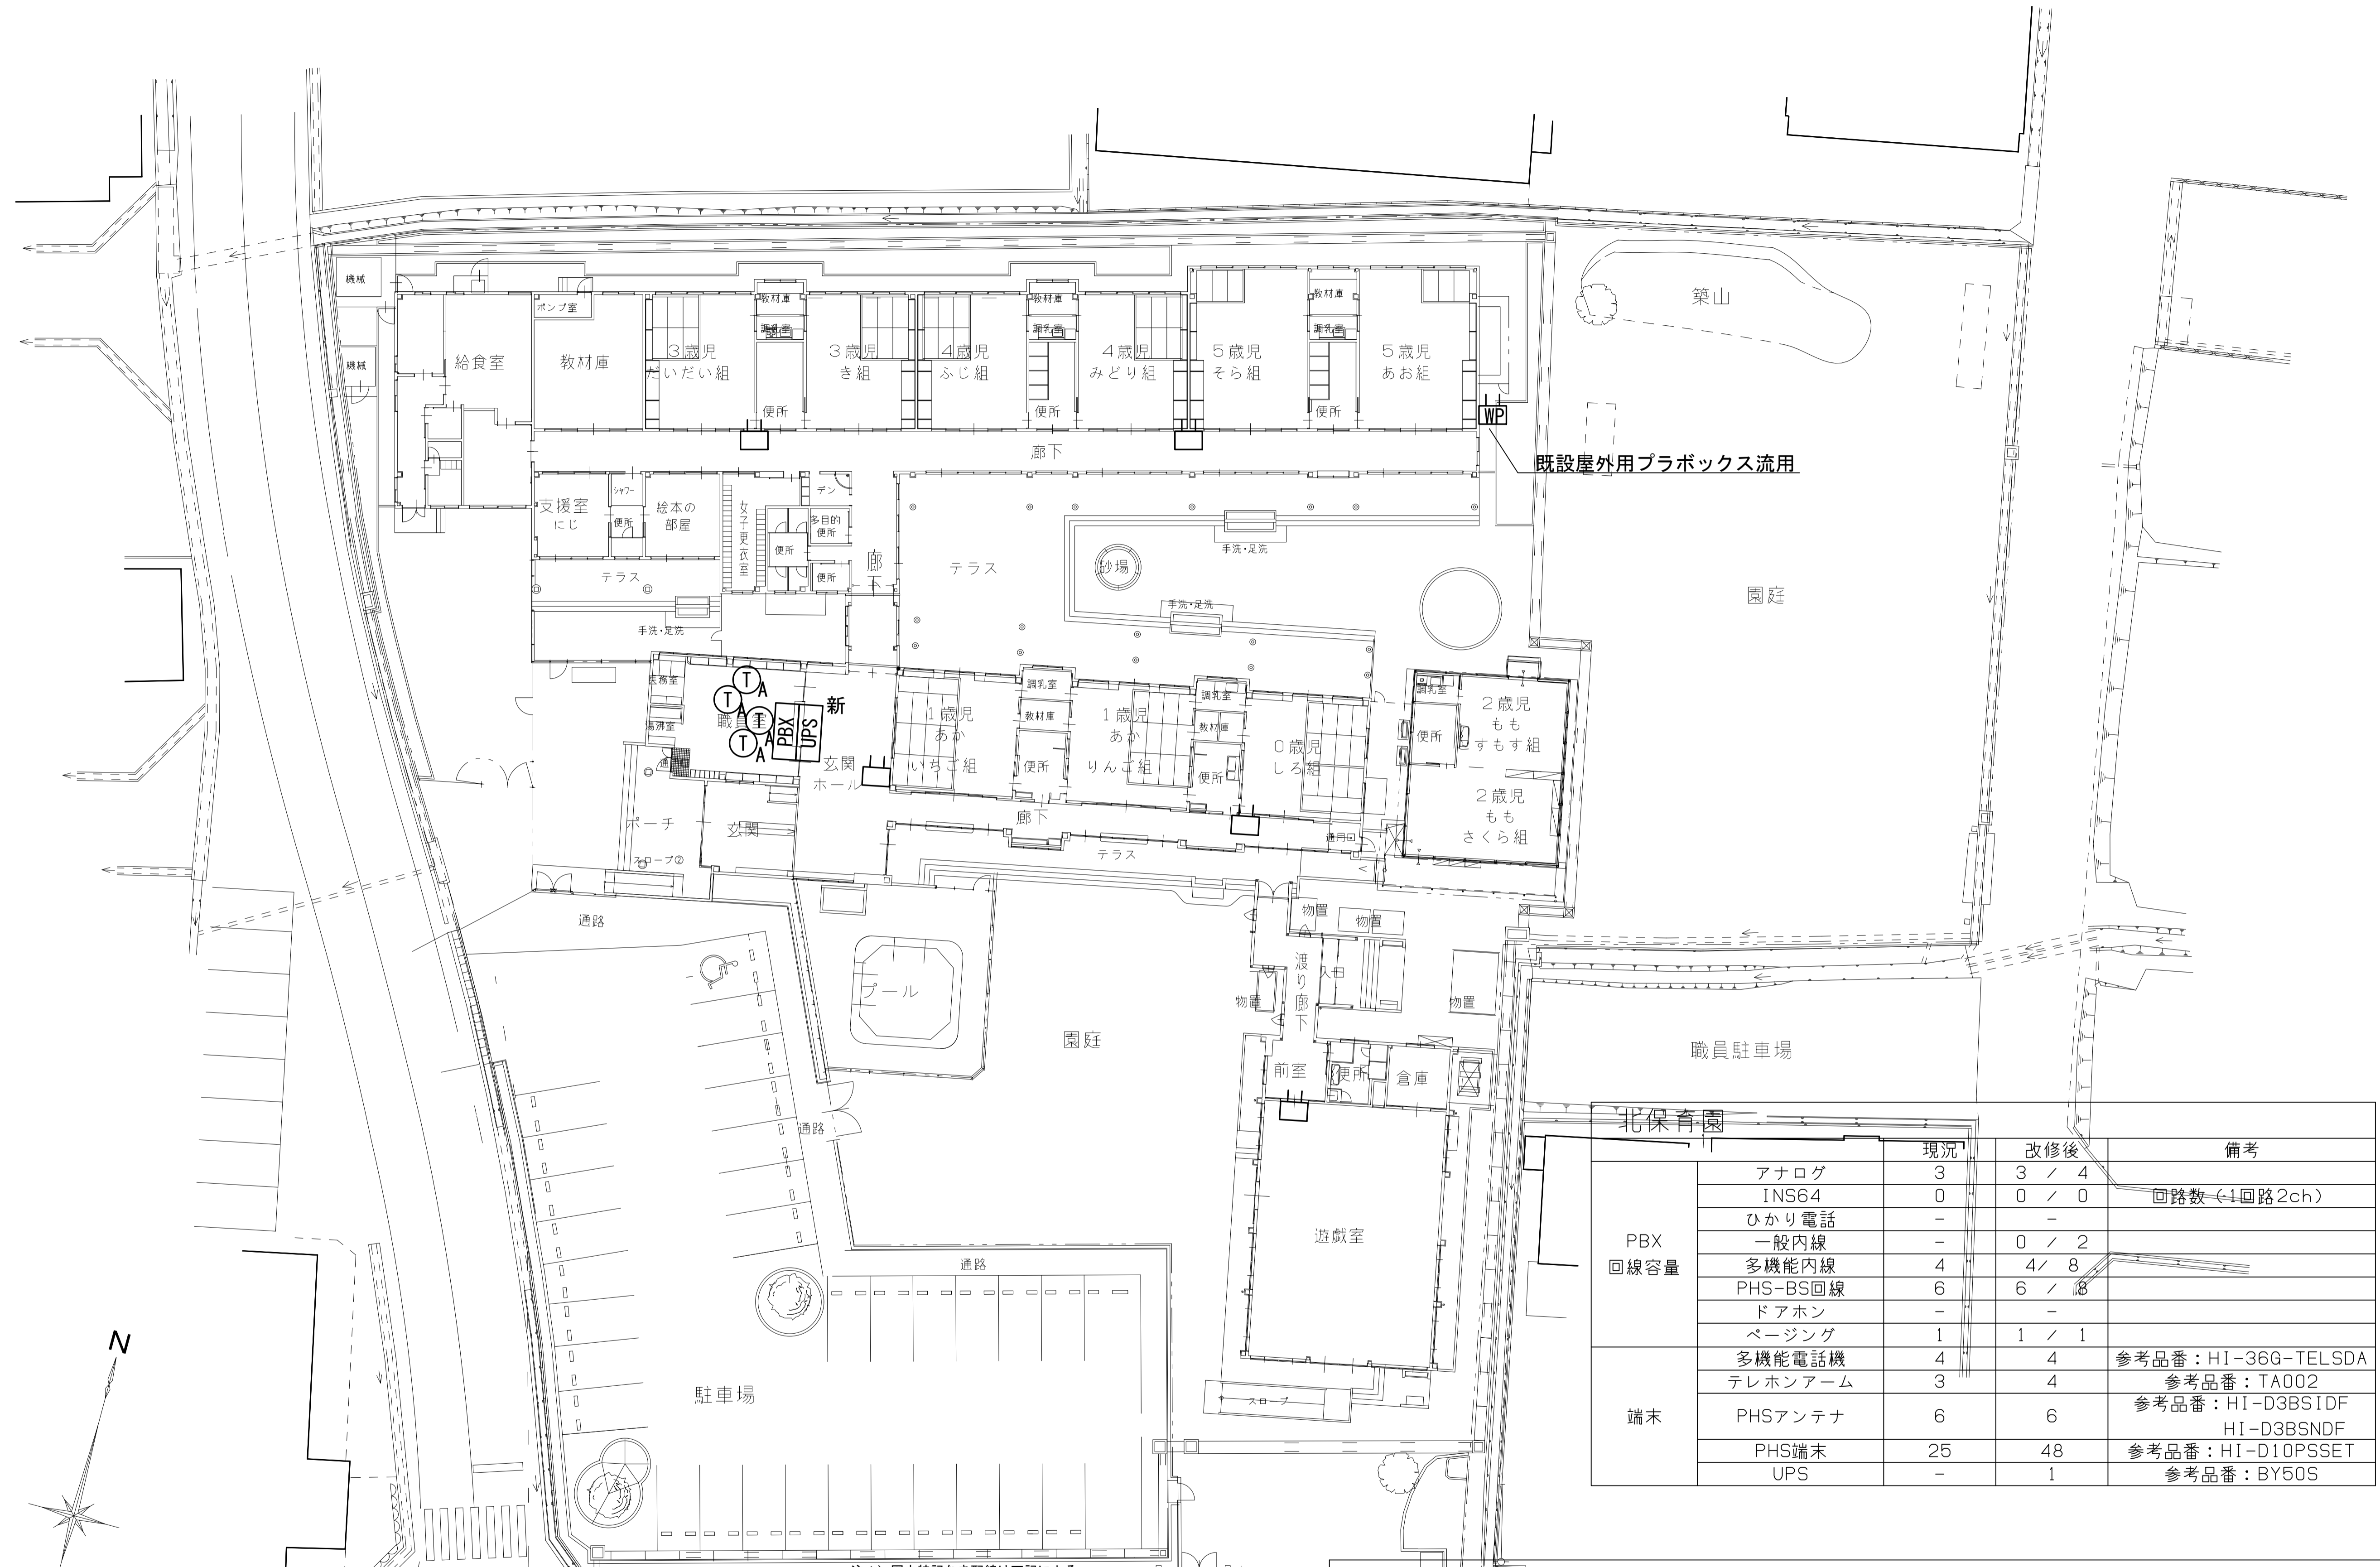 機械
ポンプ室
教材庫
調乳室
教材庫
調乳室
教材庫
調乳室
築山
機械
給食室
教材庫
3歳児
だいだい組
3歳児
き組
4歳児
ふじ組
4歳児
みどり組
5歳児
そら組
5歳児
あお組
便所
便所
便所
WP
廊下
既設屋外用プラボックス流用
支援室
にじ
シャワー
便所
絵本の
部屋
女子更衣室
デン
多目的
便所
便所
便所
廊下
テラス
テラス
手洗・足洗
砂場
手洗・足洗
手洗・足洗
園庭
医務室
湯沸室
職員室
T
A
T
A
T
A
T
A
PBX
UPS
新
通用口
玄関
ホール
1歳児
あか
いちご組
調乳室
教材庫
便所
1歳児
あか
りんご組
調乳室
教材庫
便所
0歳児
しろ組
調乳室
便所
2歳児
もも
こすもす組
2歳児
もも
さくら組
ポーチ
玄関
スロープ②
廊下
通用口
テラス
通路
物置
物置
渡り廊下
入口
物置
物置
プール
園庭
前室
便所
倉庫
職員駐車場
通路
遊戯室
通路
駐車場
スロープ
N
北保育園
現況 改修後 備考
PBX
回線容量
アナログ 3 3 / 4
INS64 0 0 / 0 回路数(1回路2ch)
ひかり電話 - -
一般内線 - 0 / 2
多機能内線 4 4/ 8
PHS-BS回線 6 6 / 8
ドアホン - -
ページング 1 1 / 1
端末
多機能電話機 4 4 参考品番：HI-36G-TELSDA
テレホンアーム 3 4 参考品番：TA002
PHSアンテナ 6 6 参考品番：HI-D3BSIDF
HI-D3BSNDF
PHS端末 25 48 参考品番：HI-D10PSSET
UPS - 1 参考品番：BY50S